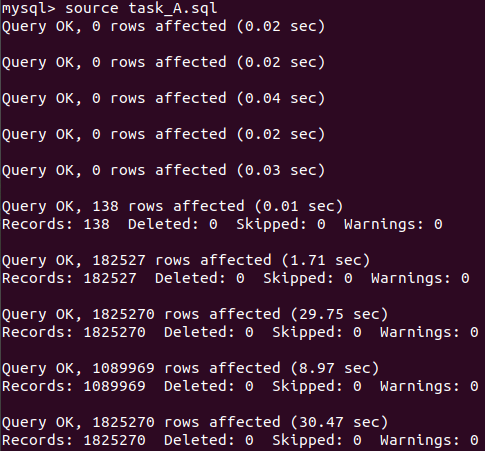 mysql> source task_A.sql
Query OK, 0 rows affected (0.02 sec)
Query OK, 0 rows affected (0.02 sec)
Query OK, 0 rows affected (0.04 sec)
Query OK, 0 rows affected (0.02 sec)
Query OK, 0 rows affected (0.03 sec)
Query OK, 138 rows affected (0.01 sec)
Records: 138  Deleted: 0  Skipped: 0  Warnings: 0
Query OK, 182527 rows affected (1.71 sec)
Records: 182527  Deleted: 0  Skipped: 0  Warnings: 0
Query OK, 1825270 rows affected (29.75 sec)
Records: 1825270  Deleted: 0  Skipped: 0  Warnings: 0
Query OK, 1089969 rows affected (8.97 sec)
Records: 1089969  Deleted: 0  Skipped: 0  Warnings: 0
Query OK, 1825270 rows affected (30.47 sec)
Records: 1825270  Deleted: 0  Skipped: 0  Warnings: 0